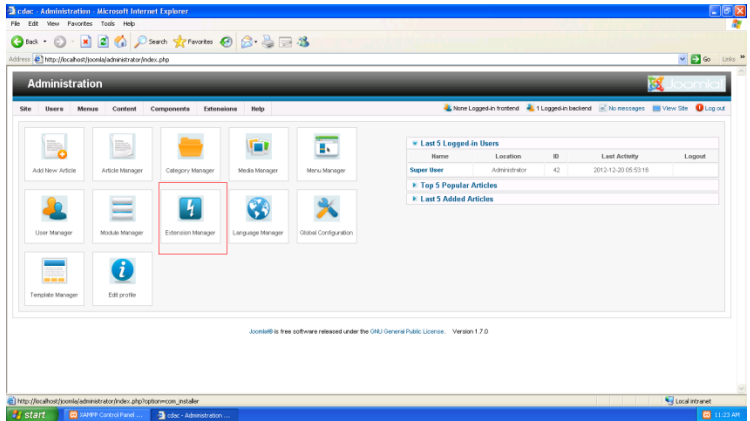 cdac - Administration - Microsoft Internet Explorer
File Edit View Favorites Tools Help
Back Search Favorites
Address http://localhost/joomla/administrator/index.php Go Links
Administration Joomla!
Site Users Menus Content Components Extensions Help None Logged-in frontend 1 Logged-in backend No messages View Site Log out
Add New Article Article Manager Category Manager Media Manager Menu Manager
User Manager Module Manager Extension Manager Language Manager Global Configuration
Template Manager Edit profile
Last 5 Logged-in Users
Name Location ID Last Activity Logout
Super User Administrator 42 2012-12-20 05:53:18
Top 5 Popular Articles
Last 5 Added Articles
Joomla!® is free software released under the GNU General Public License. Version 1.7.0
http://localhost/joomla/administrator/index.php?option=com_installer Local intranet
start XAMPP Control Panel ... cdac - Administration ... 11:23 AM